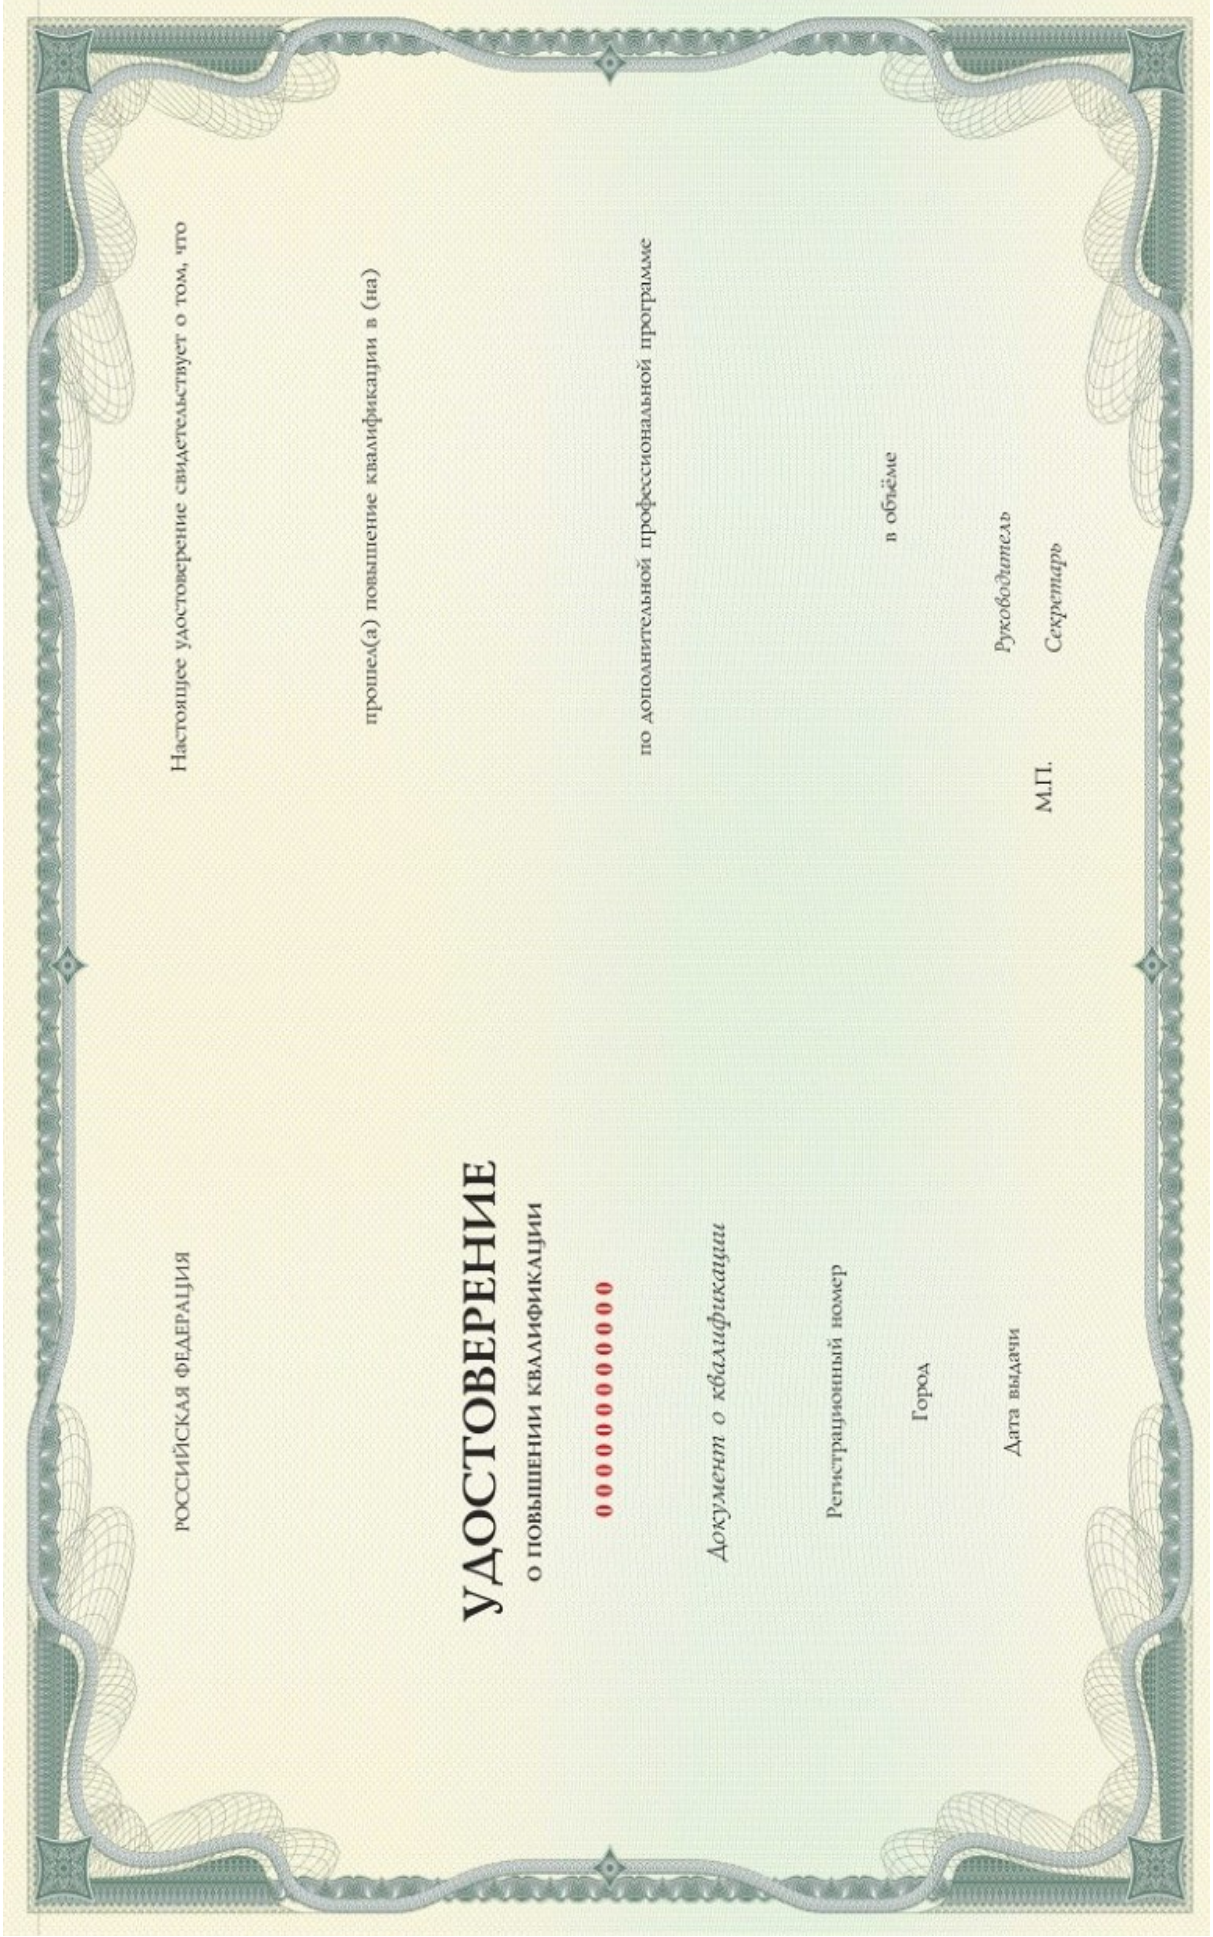 РОССИЙСКАЯ ФЕДЕРАЦИЯ
УДОСТОВЕРЕНИЕ
О ПОВЫШЕНИИ КВАЛИФИКАЦИИ
000000000000
Документ о квалификации
Регистрационный номер
Город
Дата выдачи
Настоящее удостоверение свидетельствует о том, что
прошел(а) повышение квалификации в (на)
по дополнительной профессиональной программе
в объёме
Руководитель
М.П.
Секретарь